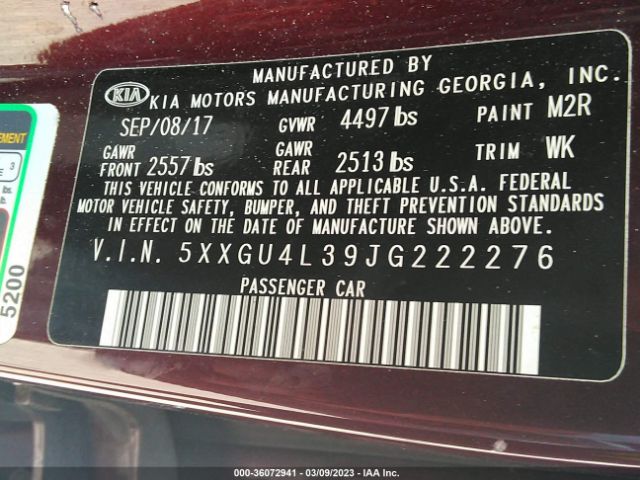 MANUFACTURED BY
KIA KIA MOTORS MANUFACTURING GEORGIA, INC.
SEP/08/17 GVWR 4497 lbs PAINT M2R
GAWR FRONT 2557 lbs GAWR REAR 2513 lbs TRIM WK
THIS VEHICLE CONFORMS TO ALL APPLICABLE U.S.A. FEDERAL
MOTOR VEHICLE SAFETY, BUMPER, AND THEFT PREVENTION STANDARDS
IN EFFECT ON THE DATE OF MANUFACTURE SHOWN ABOVE.
V.I.N. 5XXGU4L39JG222276
PASSENGER CAR
EMENT
3
E
lbs.
5200
000-36072941 - 03/09/2023 - IAA Inc.